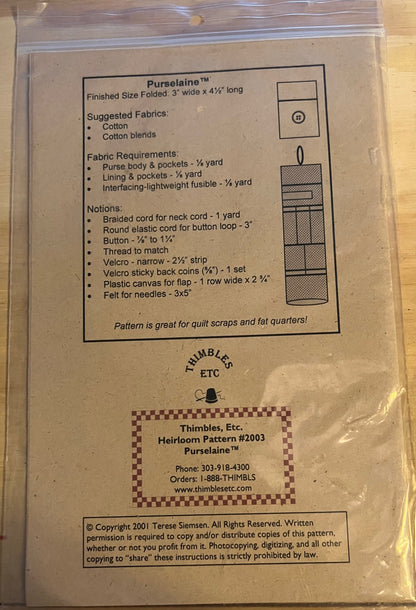 Purselaine™
Finished Size Folded: 3" wide x 4½" long
Suggested Fabrics:
• Cotton
• Cotton blends
Fabric Requirements:
• Purse body & pockets - ⅛ yard
• Lining & pockets - ⅛ yard
• Interfacing-lightweight fusible - ⅛ yard
Notions:
• Braided cord for neck cord - 1 yard
• Round elastic cord for button loop - 3"
• Button - ⅞" to 1¼"
• Thread to match
• Velcro - narrow - 2½" strip
• Velcro sticky back coins (⅝") - 1 set
• Plastic canvas for flap - 1 row wide x 2 ¾"
• Felt for needles - 3x5"
Pattern is great for quilt scraps and fat quarters!
THIMBLES
ETC
Thimbles, Etc.
Heirloom Pattern #2003
Purselaine™
Phone: 303-918-4300
Orders: 1-888-THIMBLS
www.thimblesetc.com
© Copyright 2001 Terese Siemsen. All Rights Reserved. Written
permission is required to copy and/or distribute copies of this pattern,
whether or not you profit from it. Photocopying, digitizing, and all other
copying to "share" these instructions is strictly prohibited by law.